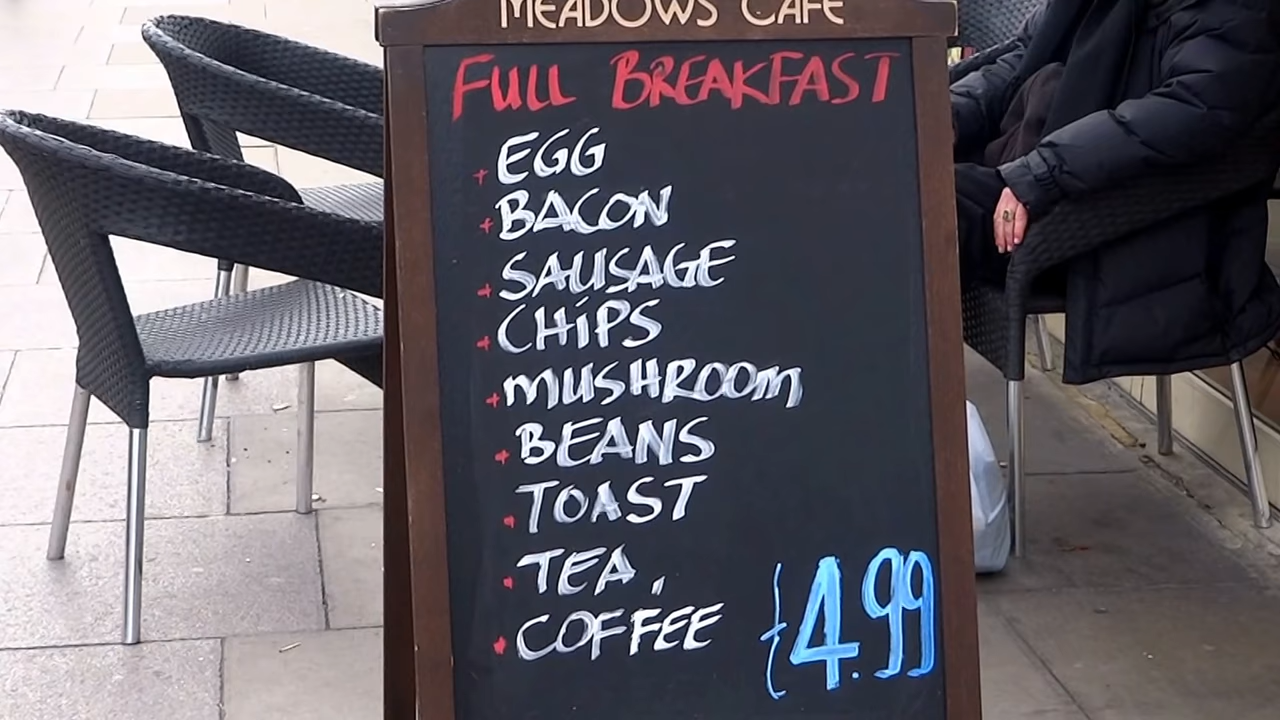 MEADOWS CAFE
FULL BREAKFAST
+ EGG
+ BACON
+ SAUSAGE
+ CHiPS
+ MUSHROOM
+ BEANS
+ TOAST
+ TEA,
+ COFFEE
£4.99